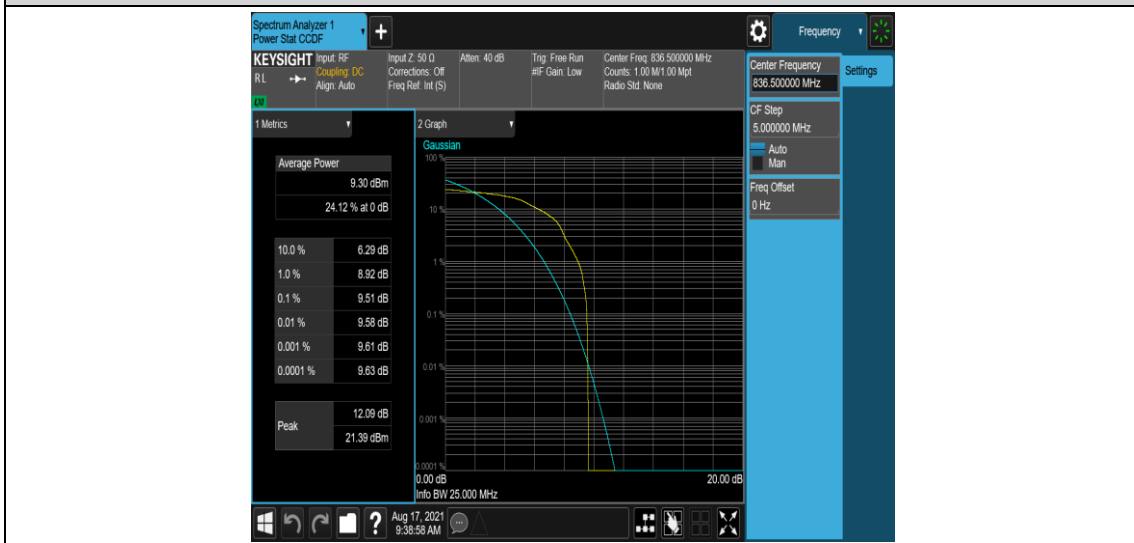 Spectrum Analyzer 1
Power Stat CCDF
Frequency
KEYSIGHT
RL
LXI
Input: RF
Coupling: DC
Align: Auto
Input Z: 50 Ω
Corrections: Off
Freq Ref: Int (S)
Atten: 40 dB
Trig: Free Run
#IF Gain: Low
Center Freq: 836.500000 MHz
Counts: 1.00 M/1.00 Mpt
Radio Std: None
Center Frequency
836.500000 MHz
Settings
CF Step
5.000000 MHz
Auto
Man
Freq Offset
0 Hz
1 Metrics
Average Power
9.30 dBm
24.12 % at 0 dB
10.0 % 6.29 dB
1.0 % 8.92 dB
0.1 % 9.51 dB
0.01 % 9.58 dB
0.001 % 9.61 dB
0.0001 % 9.63 dB
Peak
12.09 dB
21.39 dBm
2 Graph
Gaussian
100 %
10 %
1 %
0.1 %
0.01 %
0.001 %
0.0001 %
0.00 dB 20.00 dB
Info BW 25.000 MHz
?
Aug 17, 2021
9:38:58 AM